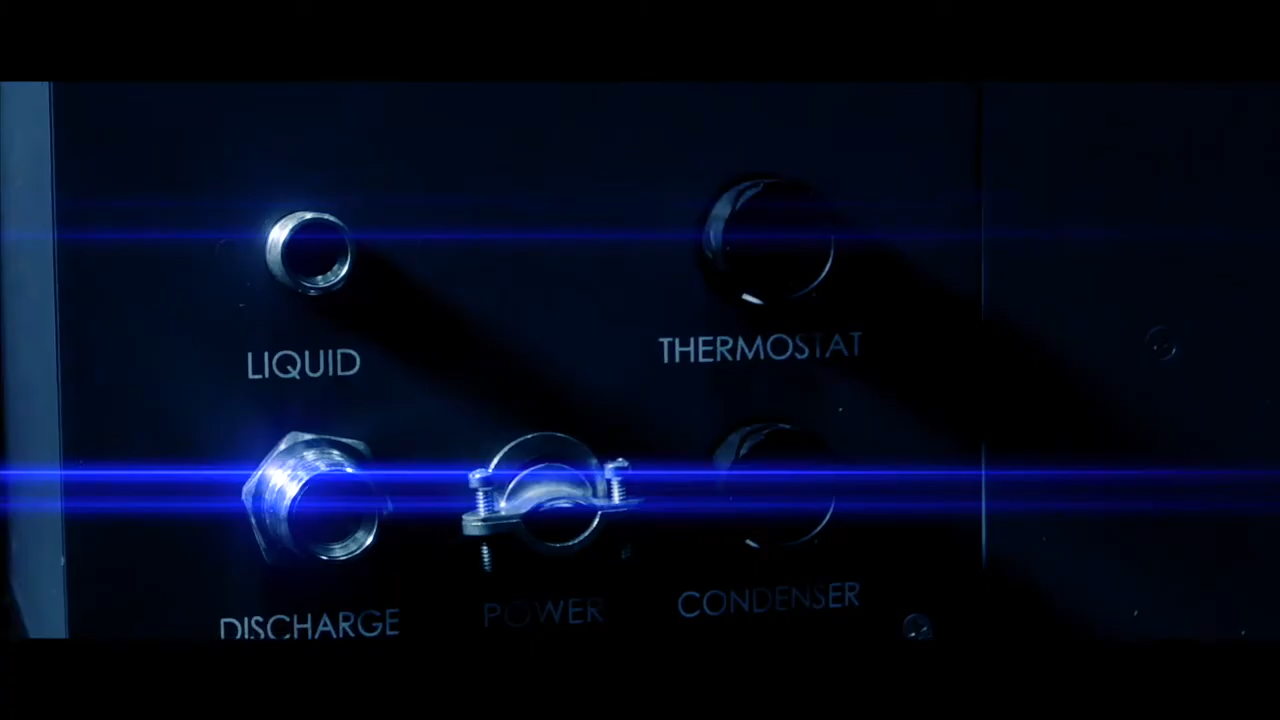 LIQUID
THERMOSTAT
DISCHARGE
POWER
CONDENSER